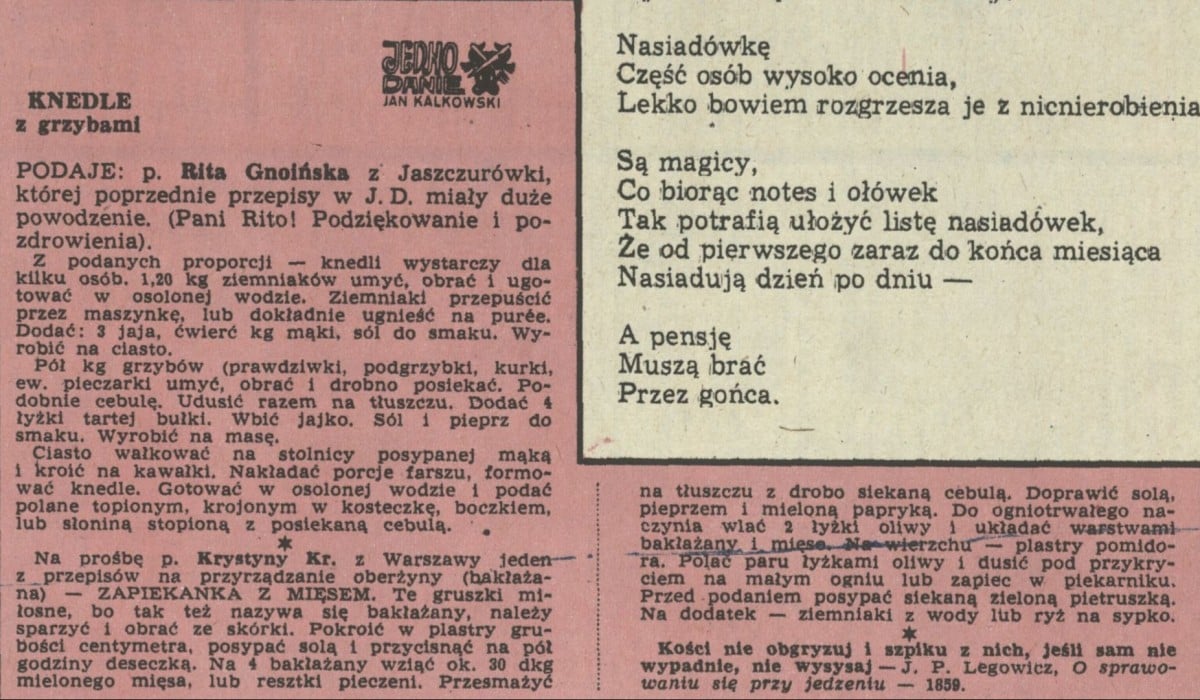 JEDNO
DANIE
JAN KALKOWSKI
KNEDLE
z grzybami
PODAJE: p. Rita Gnoińska z Jaszczurówki,
której poprzednie przepisy w J. D. miały duże
powodzenie. (Pani Rito! Podziękowanie i po-
zdrowienia).
Z podanych proporcji — knedli wystarczy dla
kilku osób. 1,20 kg ziemniaków umyć, obrać i ugo-
tować w osolonej wodzie. Ziemniaki przepuścić
przez maszynkę, lub dokładnie ugnieść na purée.
Dodać: 3 jaja, ćwierć kg mąki, sól do smaku. Wy-
robić na ciasto.
Pół kg grzybów (prawdziwki, podgrzybki, kurki,
ew. pieczarki umyć, obrać i drobno posiekać. Po-
dobnie cebulę. Udusić razem na tłuszczu. Dodać 4
łyżki tartej bułki. Wbić jajko. Sól i pieprz do
smaku. Wyrobić na masę.
Ciasto wałkować na stolnicy posypanej mąką
i kroić na kawałki. Nakładać porcje farszu, formo-
wać knedle. Gotować w osolonej wodzie i podać
polane topionym, krojonym w kosteczkę, boczkiem,
lub słoniną stopioną z posiekaną cebulą.
Na prośbę p. Krystyny Kr. z Warszawy jeden
z przepisów na przyrządzanie oberżyny (bakłaża-
na) — ZAPIEKANKA Z MIĘSEM. Te gruszki mi-
łosne, bo tak też nazywa się bakłażany, należy
sparzyć i obrać ze skórki. Pokroić w plastry gru-
bości centymetra, posypać solą i przycisnąć na pół
godziny deseczką. Na 4 bakłażany wziąć ok. 30 dkg
mielonego mięsa, lub resztki pieczeni. Przesmażyć
na tłuszczu z drobo siekaną cebulą. Doprawić solą,
pieprzem i mieloną papryką. Do ogniotrwałego na-
czynia wlać 2 łyżki oliwy i układać warstwami
bakłażany i mięso. Na wierzchu — plastry pomido-
ra. Polać paru łyżkami oliwy i dusić pod przykry-
ciem na małym ogniu lub zapiec w piekarniku.
Przed podaniem posypać siekaną zieloną pietruszką.
Na dodatek — ziemniaki z wody lub ryż na sypko.
Kości nie obgryzuj i szpiku z nich, jeśli sam nie
wypadnie, nie wysysaj — J. P. Legowicz, O sprawo-
waniu się przy jedzeniu — 1859.
Nasiadówkę
Część osób wysoko ocenia,
Lekko bowiem rozgrzesza je z nicnierobienia
Są magicy,
Co biorąc notes i ołówek
Tak potrafią ułożyć listę nasiadówek,
Że od pierwszego zaraz do końca miesiąca
Nasiadują dzień po dniu —
A pensję
Muszą brać
Przez gońca.